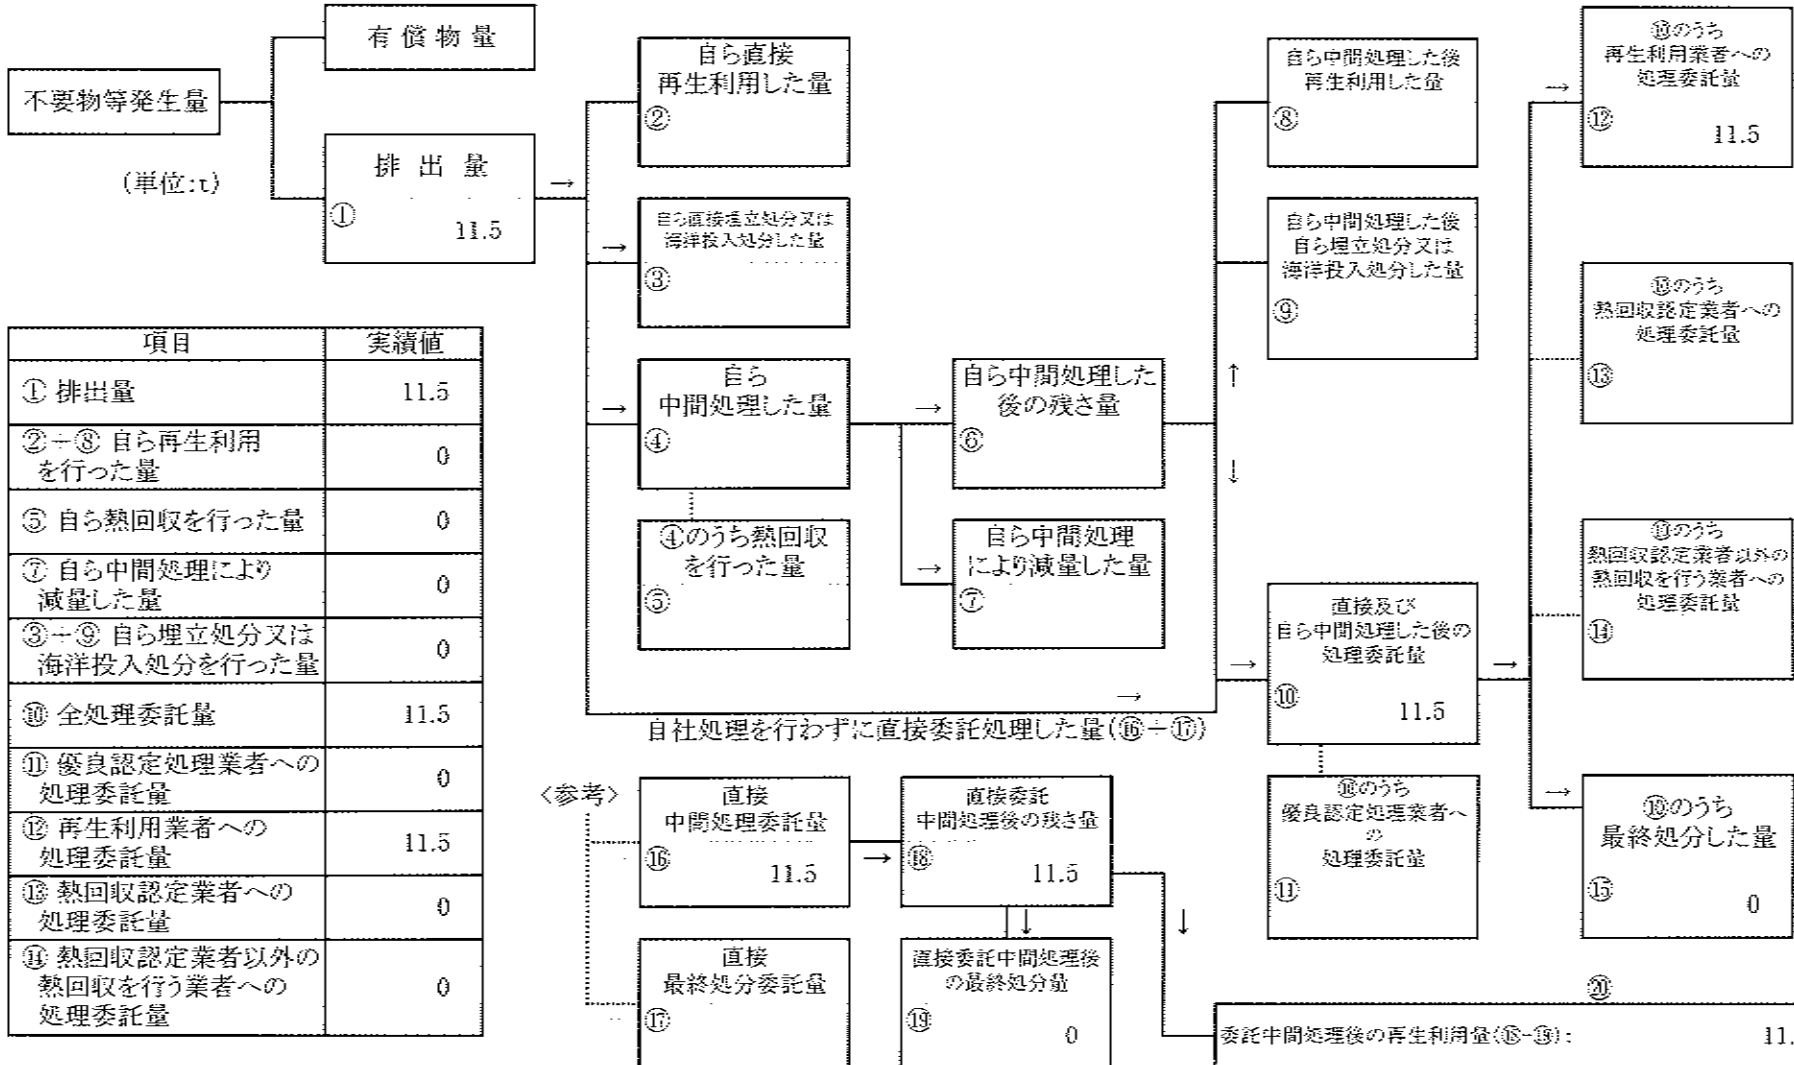 有償物量
不要物等発生量
(単位:t)
排出量
①
11.5
→
自ら直接
再生利用した量
②
→
自ら直接埋立処分又は
海洋投入処分した量
③
→
自ら
中間処理した量
④
④のうち熱回収
を行った量
⑤
→
自ら中間処理した
後の残さ量
⑥
→
自ら中間処理
により減量した量
⑦
↑
↓
自ら中間処理した後
再生利用した量
⑧
自ら中間処理した後
自ら埋立処分又は
海洋投入処分した量
⑨
→
自社処理を行わずに直接委託処理した量(⑯+⑰)
→
直接及び
自ら中間処理した後の
処理委託量
⑩
11.5
→
⑩のうち
優良認定処理業者へ
の
処理委託量
⑪
→
⑩のうち
再生利用業者への
処理委託量
⑫
11.5
⑩のうち
熱回収認定業者への
処理委託量
⑬
⑩のうち
熱回収認定業者以外の
熱回収を行う業者への
処理委託量
⑭
→
⑩のうち
最終処分した量
⑮
0
項目 実績値
① 排出量 11.5
②+⑧ 自ら再生利用
を行った量 0
⑤ 自ら熱回収を行った量 0
⑦ 自ら中間処理により
減量した量 0
③+⑨ 自ら埋立処分又は
海洋投入処分を行った量 0
⑩ 全処理委託量 11.5
⑪ 優良認定処理業者への
処理委託量 0
⑫ 再生利用業者への
処理委託量 11.5
⑬ 熱回収認定業者への
処理委託量 0
⑭ 熱回収認定業者以外の
熱回収を行う業者への
処理委託量 0
〈参考〉
直接
中間処理委託量
⑯
11.5
→
直接委託
中間処理後の残さ量
⑱
11.5
↓
↓
直接
最終処分委託量
⑰
直接委託中間処理後
の最終処分量
⑲
0
⑳
委託中間処理後の再生利用量(⑱-⑲): 11.